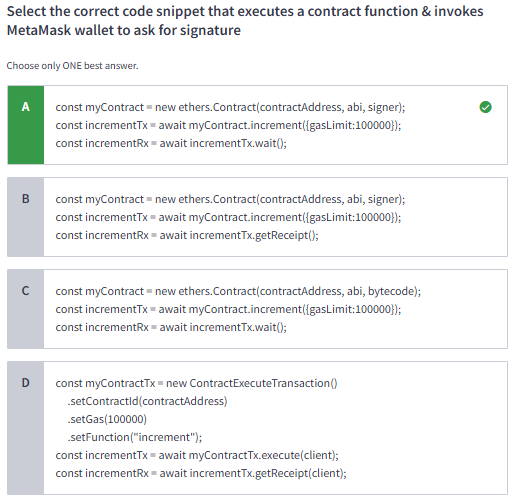 Select the correct code snippet that executes a contract function & invokes
MetaMask wallet to ask for signature
Choose only ONE best answer.
A
const myContract = new ethers.Contract(contractAddress, abi, signer);
const incrementTx = await myContract.increment({gasLimit:100000});
const incrementRx = await incrementTx.wait();
B
const myContract = new ethers.Contract(contractAddress, abi, signer);
const incrementTx = await myContract.increment({gasLimit:100000});
const incrementRx = await incrementTx.getReceipt();
C
const myContract = new ethers.Contract(contractAddress, abi, bytecode);
const incrementTx = await myContract.increment({gasLimit:100000});
const incrementRx = await incrementTx.wait();
D
const myContractTx = new ContractExecuteTransaction()
.setContractId(contractAddress)
.setGas(100000)
.setFunction("increment");
const incrementTx = await myContractTx.execute(client);
const incrementRx = await incrementTx.getReceipt(client);